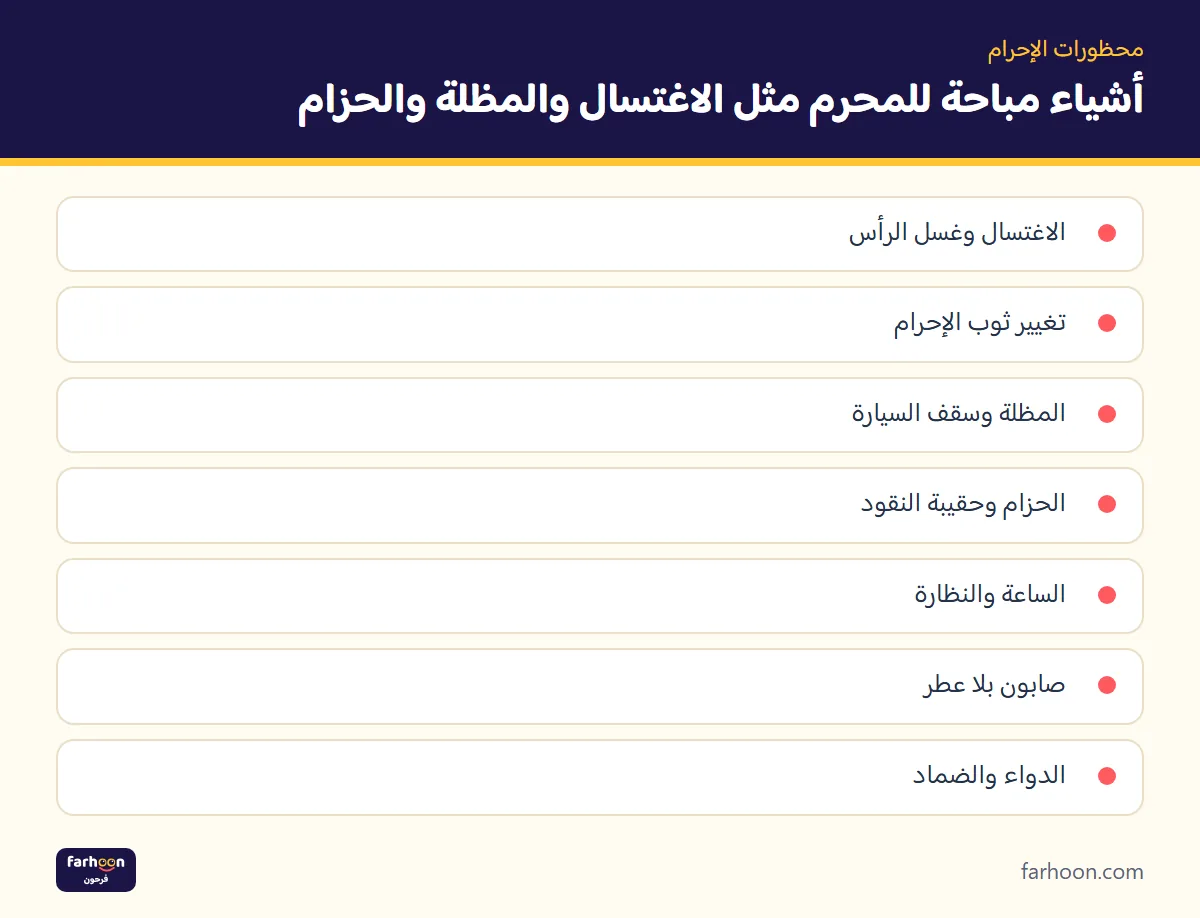 محظورات الإحرام
أشياء مباحة للمحرم مثل الاغتسال والمظلة والحزام
الاغتسال وغسل الرأس
تغيير ثوب الإحرام
المظلة وسقف السيارة
الحزام وحقيبة النقود
الساعة والنظارة
صابون بلا عطر
الدواء والضماد
farhoon.com
farhoon
فرحون